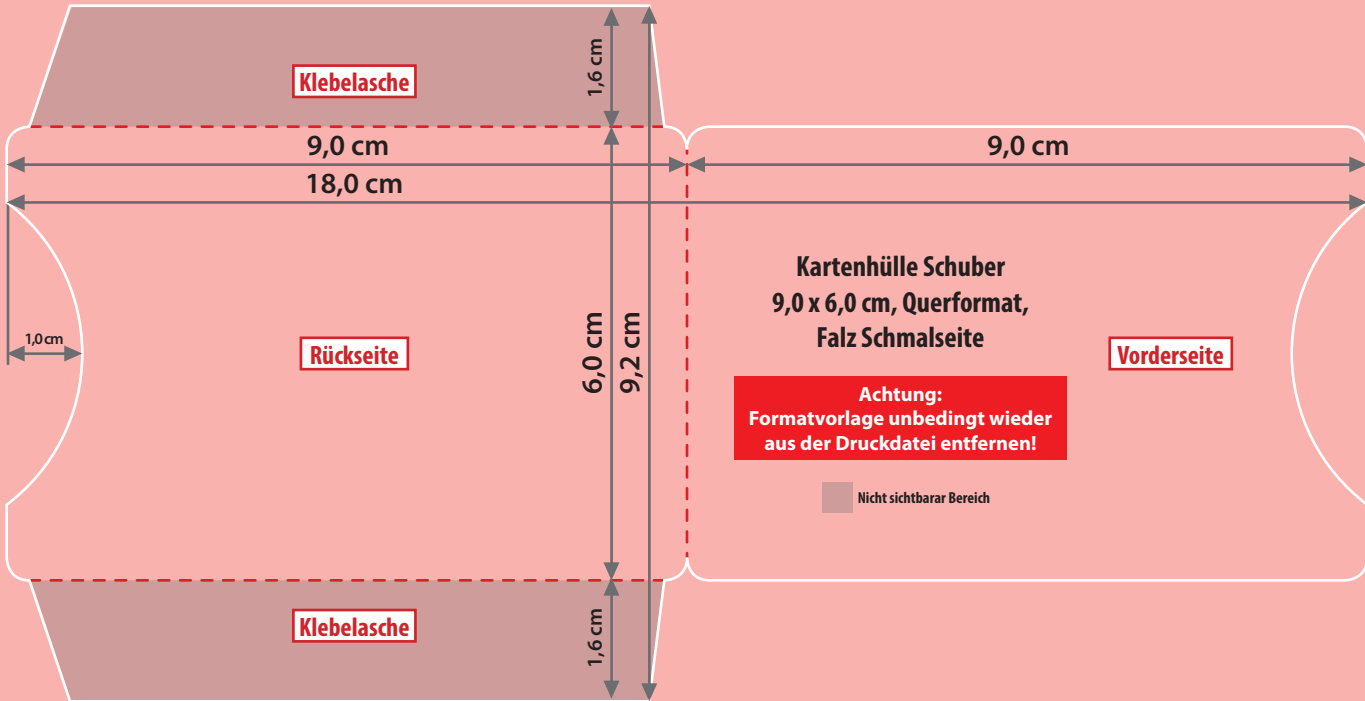 Klebelasche
1,6 cm
9,0 cm
9,0 cm
18,0 cm
Kartenhülle Schuber
9,0 x 6,0 cm, Querformat,
Falz Schmalseite
1,0 cm
Rückseite
6,0 cm
9,2 cm
Vorderseite
Achtung:
Formatvorlage unbedingt wieder
aus der Druckdatei entfernen!
Nicht sichtbarar Bereich
Klebelasche
1,6 cm